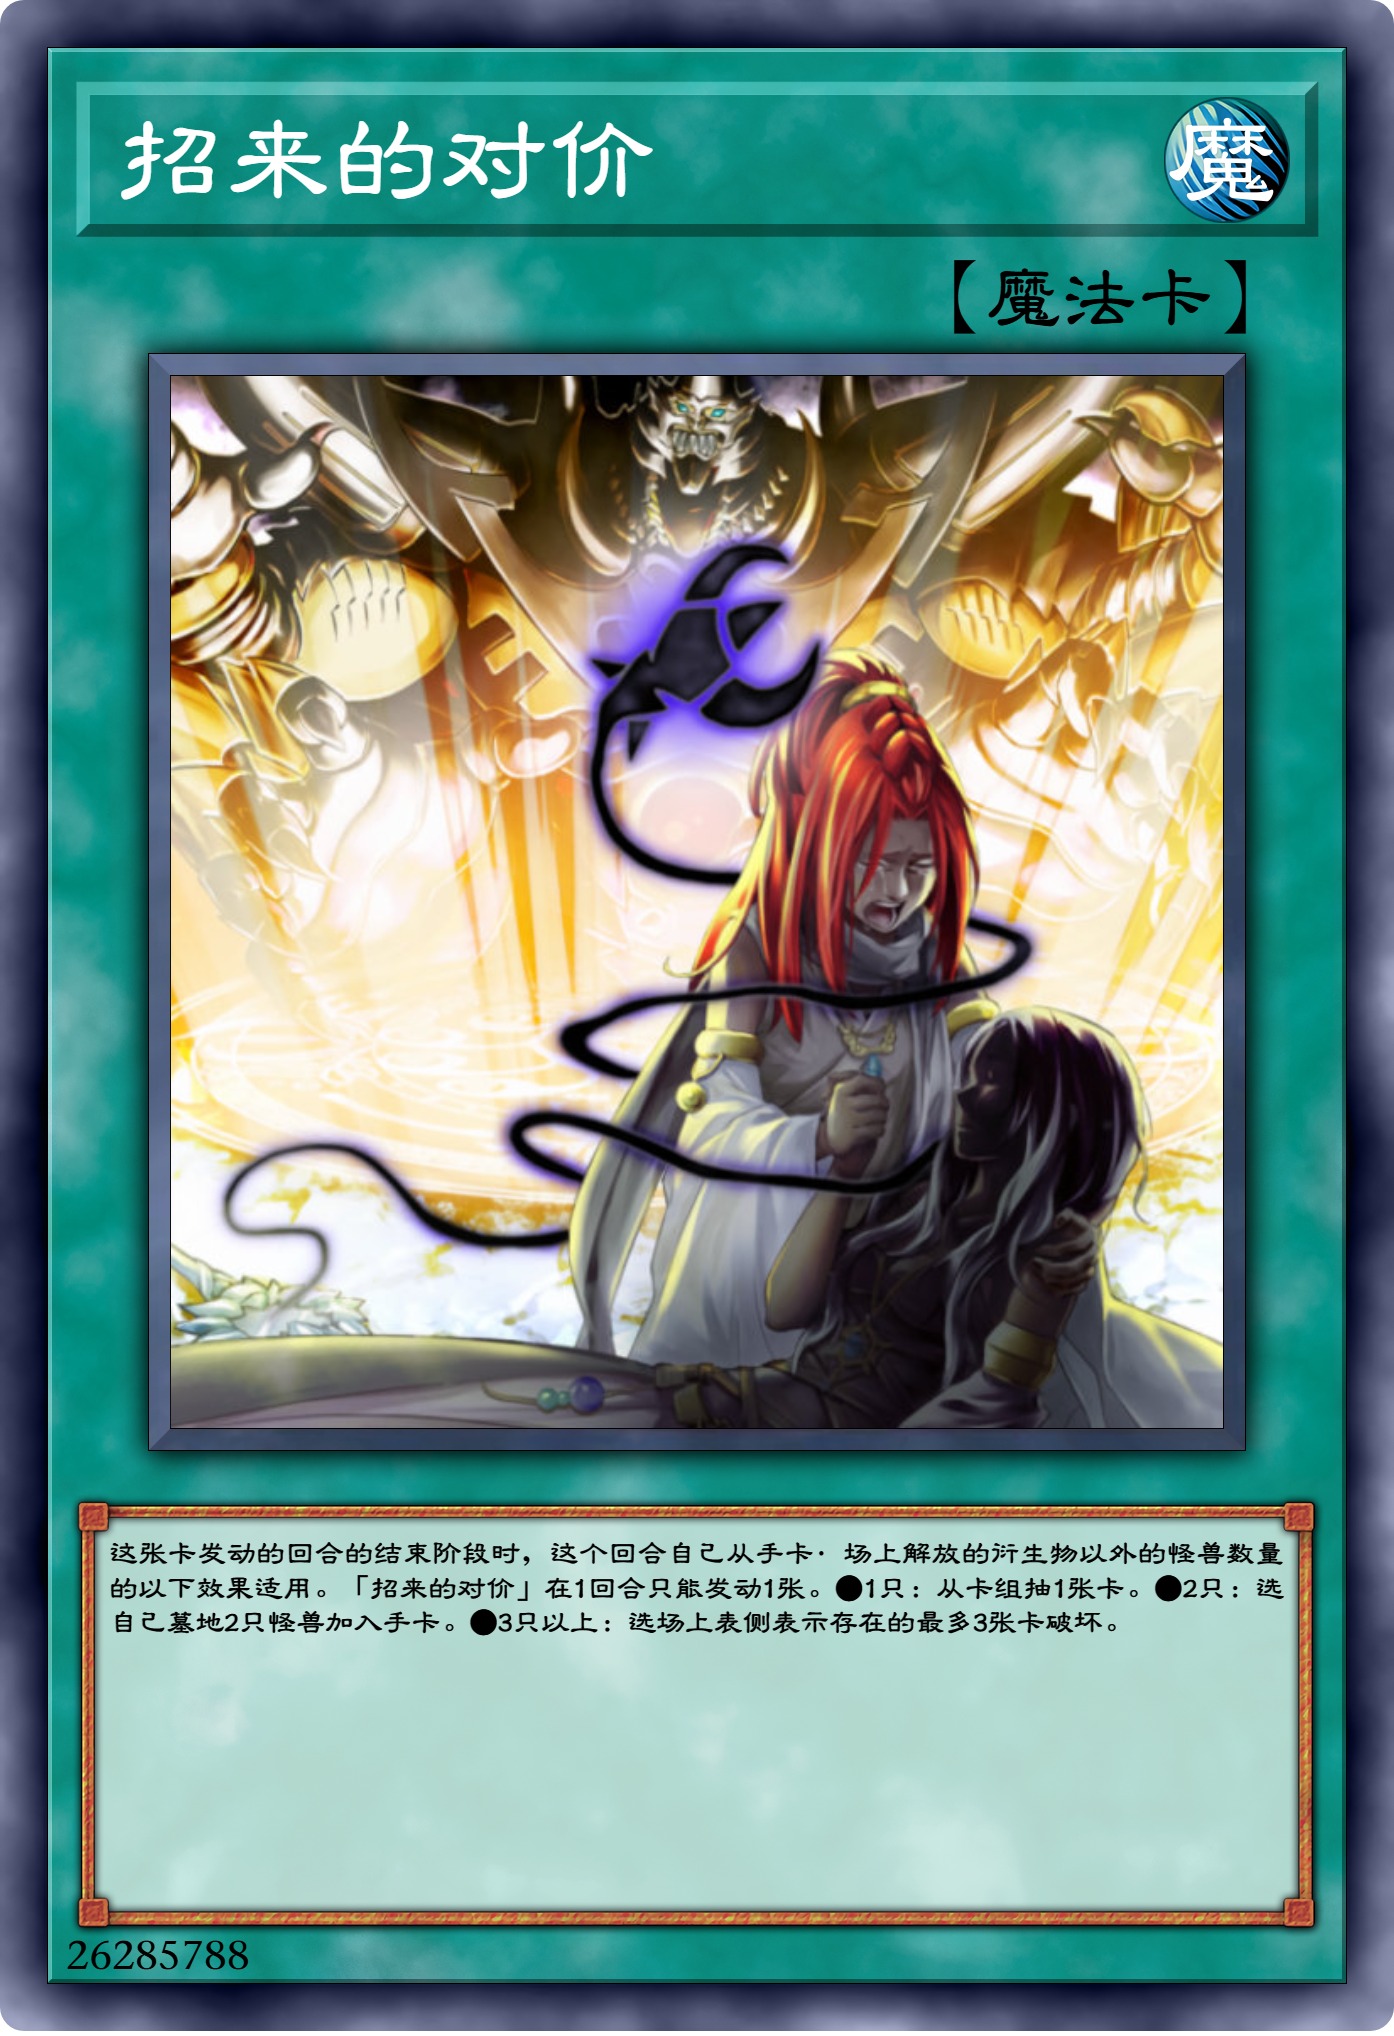 招来的对价
魔
【魔法卡】
这张卡发动的回合的结束阶段时，这个回合自己从手卡·场上解放的衍生物以外的怪兽数量
的以下效果适用。「招来的对价」在1回合只能发动1张。●1只：从卡组抽1张卡。●2只：选
自己墓地2只怪兽加入手卡。●3只以上：选场上表侧表示存在的最多3张卡破坏。
26285788